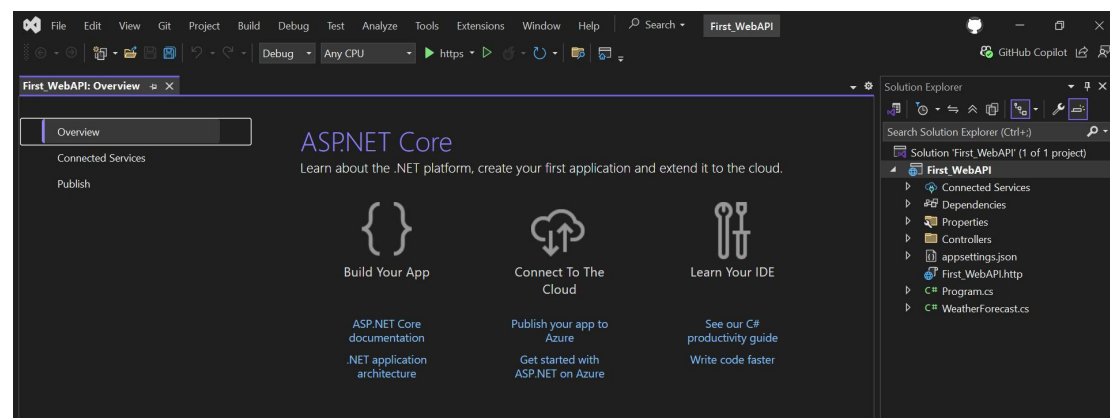 File Edit View Git Project Build Debug Test Analyze Tools Extensions Window Help Search First_WebAPI
Debug Any CPU https GitHub Copilot
First_WebAPI: Overview
Overview
Connected Services
Publish
ASP.NET Core
Learn about the .NET platform, create your first application and extend it to the cloud.
Build Your App
ASP.NET Core
documentation
.NET application
architecture
Connect To The
Cloud
Publish your app to
Azure
Get started with
ASP.NET on Azure
Learn Your IDE
See our C#
productivity guide
Write code faster
Solution Explorer
Search Solution Explorer (Ctrl+;)
Solution 'First_WebAPI' (1 of 1 project)
First_WebAPI
Connected Services
Dependencies
Properties
Controllers
appsettings.json
First_WebAPI.http
C# Program.cs
C# WeatherForecast.cs